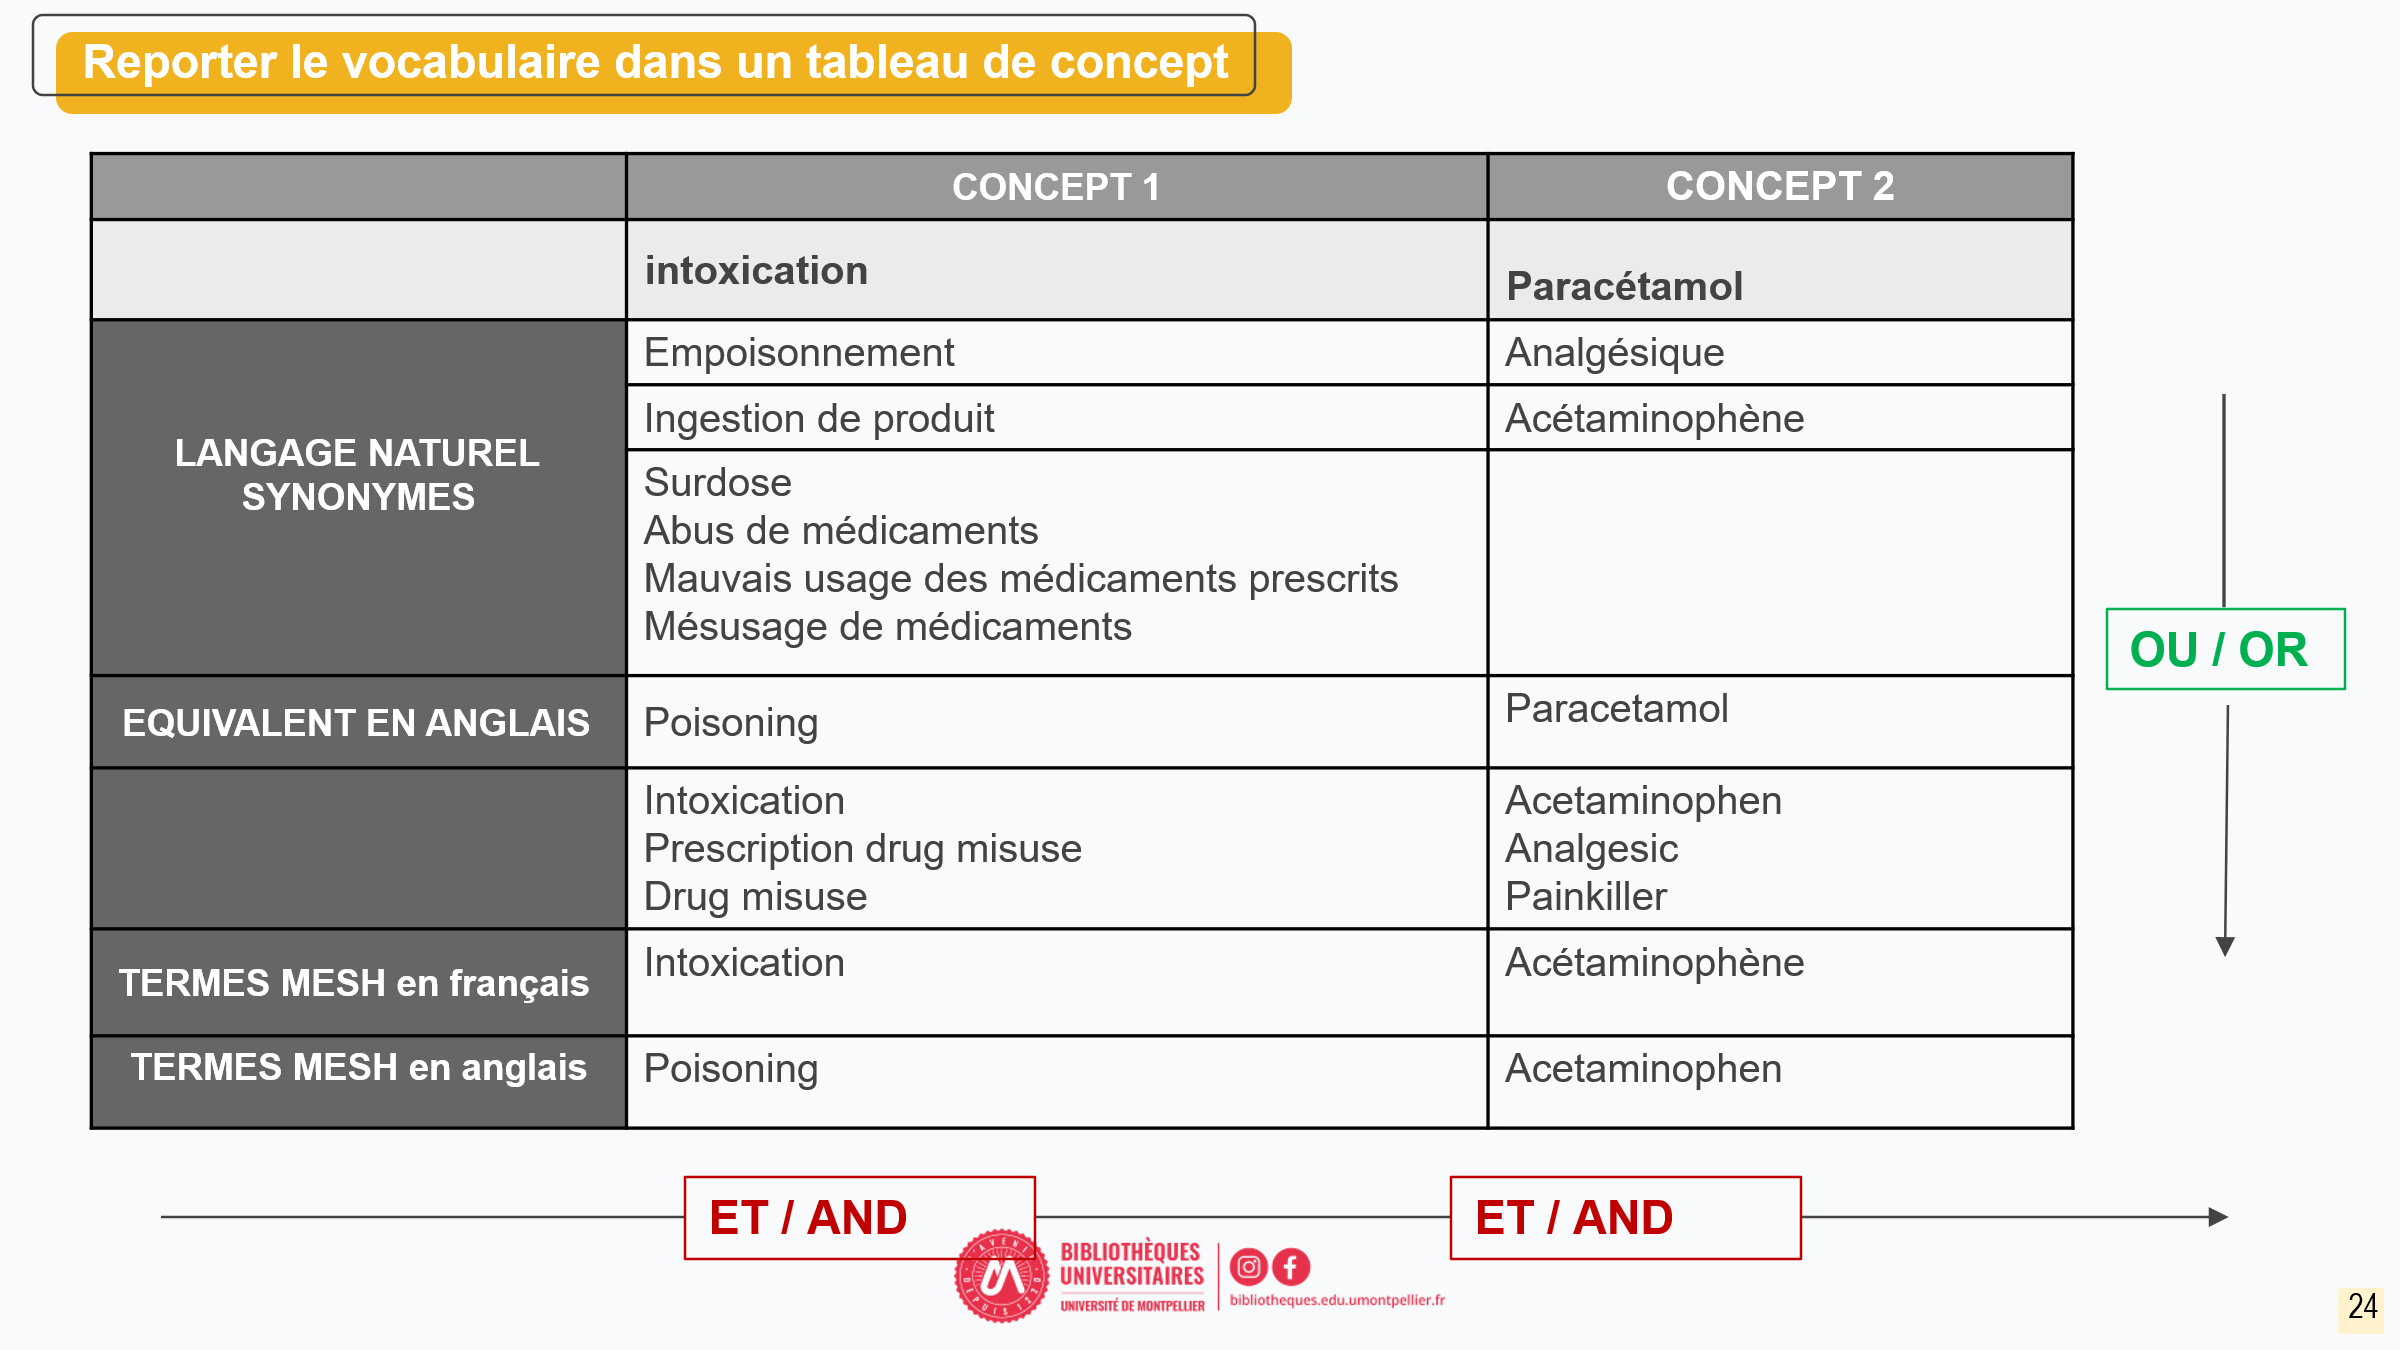 Reporter le vocabulaire dans un tableau de concept
CONCEPT 1
CONCEPT 2
intoxication
Paracétamol
LANGAGE NATUREL
SYNONYMES
Empoisonnement
Analgésique
Ingestion de produit
Acétaminophène
Surdose
Abus de médicaments
Mauvais usage des médicaments prescrits
Mésusage de médicaments
OU / OR
EQUIVALENT EN ANGLAIS
Poisoning
Paracetamol
Intoxication
Prescription drug misuse
Drug misuse
Acetaminophen
Analgesic
Painkiller
TERMES MESH en français
Intoxication
Acétaminophène
TERMES MESH en anglais
Poisoning
Acetaminophen
ET / AND
ET / AND
AVENIR
DEPUIS 1220
BIBLIOTHÈQUES
UNIVERSITAIRES
UNIVERSITÉ DE MONTPELLIER
bibliotheques.edu.umontpellier.fr
24